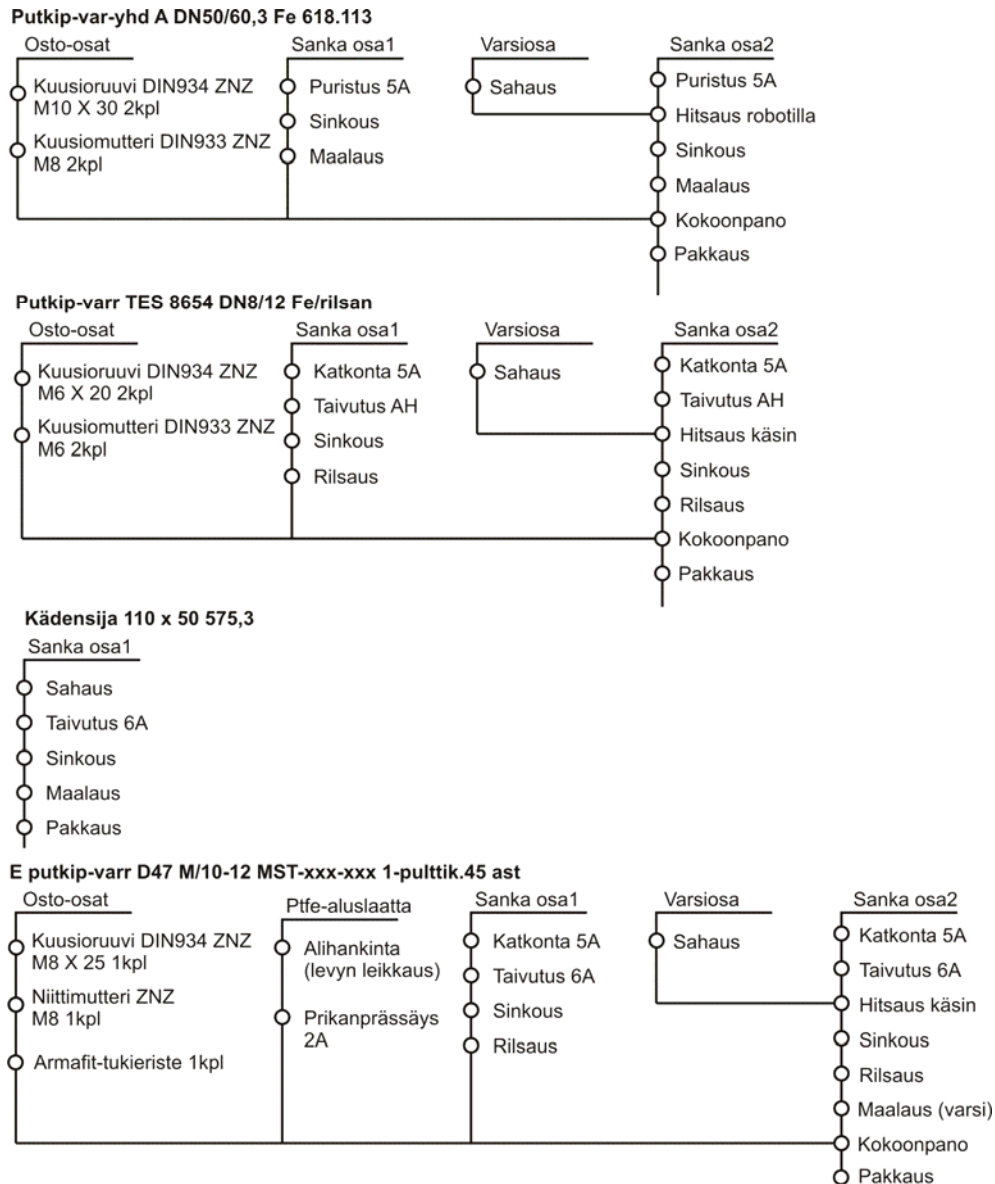 Putkip-var-yhd A DN50/60,3 Fe 618.113
Osto-osat
Kuusioruuvi DIN934 ZNZ
M10 X 30 2kpl
Kuusiomutteri DIN933 ZNZ
M8 2kpl
Sanka osa1
Puristus 5A
Sinkous
Maalaus
Varsiosa
Sahaus
Sanka osa2
Puristus 5A
Hitsaus robotilla
Sinkous
Maalaus
Kokoonpano
Pakkaus
Putkip-varr TES 8654 DN8/12 Fe/rilsan
Osto-osat
Kuusioruuvi DIN934 ZNZ
M6 X 20 2kpl
Kuusiomutteri DIN933 ZNZ
M6 2kpl
Sanka osa1
Katkonta 5A
Taivutus AH
Sinkous
Rilsaus
Varsiosa
Sahaus
Sanka osa2
Katkonta 5A
Taivutus AH
Hitsaus käsin
Sinkous
Rilsaus
Kokoonpano
Pakkaus
Kädensija 110 x 50 575,3
Sanka osa1
Sahaus
Taivutus 6A
Sinkous
Maalaus
Pakkaus
E putkip-varr D47 M/10-12 MST-xxx-xxx 1-pulttik.45 ast
Osto-osat
Kuusioruuvi DIN934 ZNZ
M8 X 25 1kpl
Niittimutteri ZNZ
M8 1kpl
Armafit-tukieriste 1kpl
Ptfe-aluslaatta
Alihankinta
(levyn leikkaus)
Prikanprässäys
2A
Sanka osa1
Katkonta 5A
Taivutus 6A
Sinkous
Rilsaus
Varsiosa
Sahaus
Sanka osa2
Katkonta 5A
Taivutus 6A
Hitsaus käsin
Sinkous
Rilsaus
Maalaus (varsi)
Kokoonpano
Pakkaus